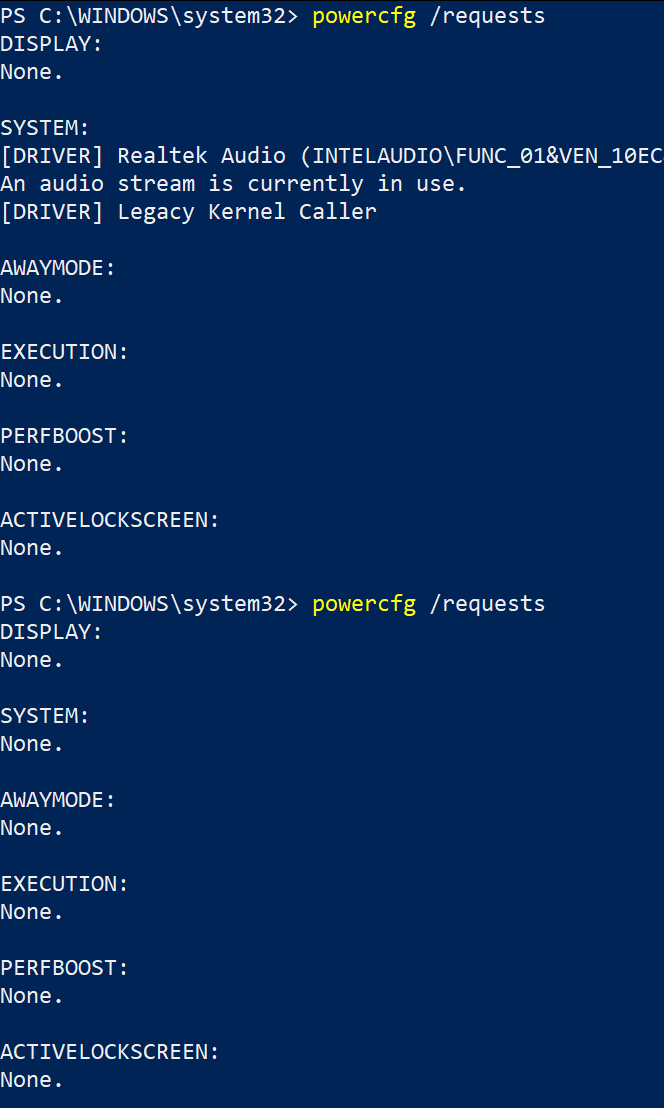 PS C:\WINDOWS\system32> powercfg /requests
DISPLAY:
None.
SYSTEM:
[DRIVER] Realtek Audio (INTELAUDIO\FUNC_01&VEN_10EC
An audio stream is currently in use.
[DRIVER] Legacy Kernel Caller
AWAYMODE:
None.
EXECUTION:
None.
PERFBOOST:
None.
ACTIVELOCKSCREEN:
None.
PS C:\WINDOWS\system32> powercfg /requests
DISPLAY:
None.
SYSTEM:
None.
AWAYMODE:
None.
EXECUTION:
None.
PERFBOOST:
None.
ACTIVELOCKSCREEN:
None.